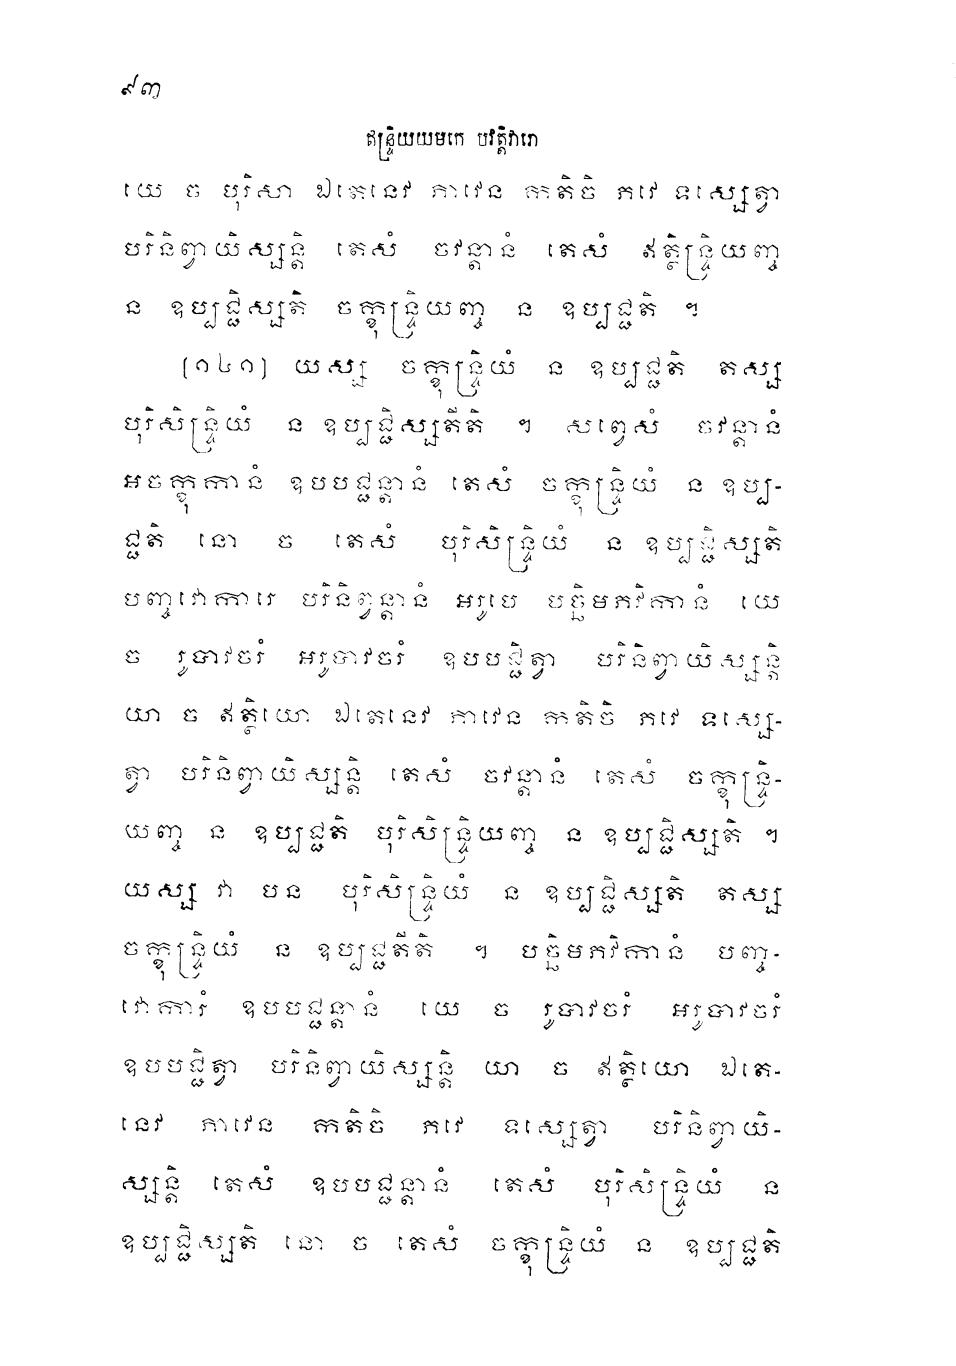 ៩៣
ឥន្ទ្រិយយមកេ បវត្តិវារោ
យេ ច បុរិសា ឯតេនេវ ភាវេន កតិចិ ភវេ ទស្សេត្វា
បរិនិព្វាយិស្សន្តិ តេសំ ចវន្តានំ តេសំ ឥត្ថិន្ទ្រិយញ្ច
ន ឧប្បជ្ជិស្សតិ ចក្ខុន្ទ្រិយញ្ច ន ឧប្បជ្ជតិ ។
[១៤១] យស្ស ចក្ខុន្ទ្រិយំ ន ឧប្បជ្ជតិ តស្ស
បុរិសិន្ទ្រិយំ ន ឧប្បជ្ជិស្សតីតិ ។ សព្វេសំ ចវន្តានំ
អចក្ខុកានំ ឧបបជ្ជន្តានំ តេសំ ចក្ខុន្ទ្រិយំ ន ឧប្ប-
ជ្ជតិ នោ ច តេសំ បុរិសិន្ទ្រិយំ ន ឧប្បជ្ជិស្សតិ
បញ្ចវោការេ បរិនិព្វន្តានំ អរូបេ បច្ឆិមភវិកានំ យេ
ច រូបាវចរំ អរូបាវចរំ ឧបបជ្ជិត្វា បរិនិព្វាយិស្សន្តិ
យា ច ឥត្ថិយោ ឯតេនេវ ភាវេន កតិចិ ភវេ ទស្សេ-
ត្វា បរិនិព្វាយិស្សន្តិ តេសំ ចវន្តានំ តេសំ ចក្ខុន្ទ្រិ-
យញ្ច ន ឧប្បជ្ជតិ បុរិសិន្ទ្រិយញ្ច ន ឧប្បជ្ជិស្សតិ ។
យស្ស វា បន បុរិសិន្ទ្រិយំ ន ឧប្បជ្ជិស្សតិ តស្ស
ចក្ខុន្ទ្រិយំ ន ឧប្បជ្ជតីតិ ។ បច្ឆិមភវិកានំ បញ្ច-
វោការំ ឧបបជ្ជន្តានំ យេ ច រូបាវចរំ អរូបាវចរំ
ឧបបជ្ជិត្វា បរិនិព្វាយិស្សន្តិ យា ច ឥត្ថិយោ ឯតេ-
នេវ ភាវេន កតិចិ ភវេ ទស្សេត្វា បរិនិព្វាយិ-
ស្សន្តិ តេសំ ឧបបជ្ជន្តានំ តេសំ បុរិសិន្ទ្រិយំ ន
ឧប្បជ្ជិស្សតិ នោ ច តេសំ ចក្ខុន្ទ្រិយំ ន ឧប្បជ្ជតិ